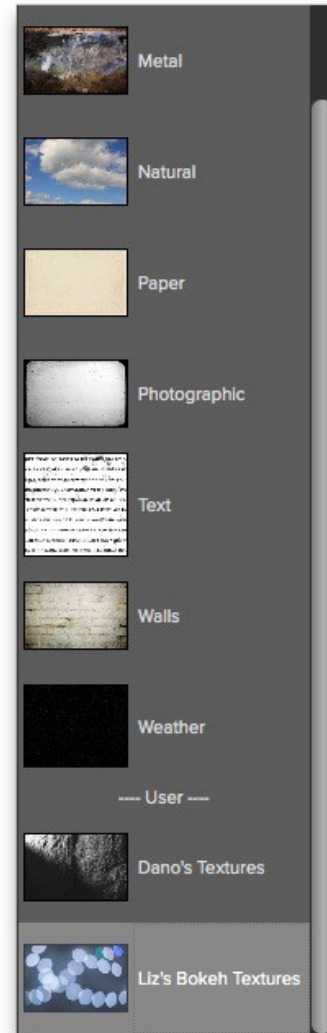 Metal
Natural
Paper
Photographic
Text
Walls
Weather
---- User ----
Dano's Textures
Liz's Bokeh Textures